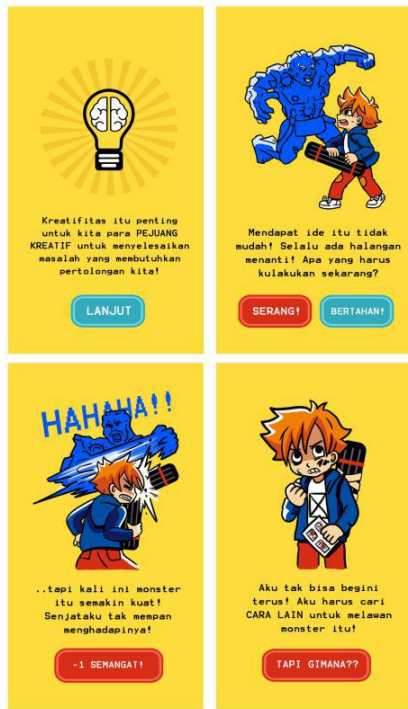 Kreatifitas itu penting
untuk kita para PEJUANG
KREATIF untuk menyelesaikan
masalah yang membutuhkan
pertolongan kita!
LANJUT
Mendapat ide itu tidak
mudah! Selalu ada halangan
menanti! Apa yang harus
kulakukan sekarang?
SERANG!
BERTAHAN!
HAHAHA!!
..tapi kali ini monster
itu semakin kuat!
Senjataku tak mempan
menghadapinya!
-1 SEMANGAT!
Aku tak bisa begini
terus! Aku harus cari
CARA LAIN untuk melawan
monster itu!
TAPI GIMANA??